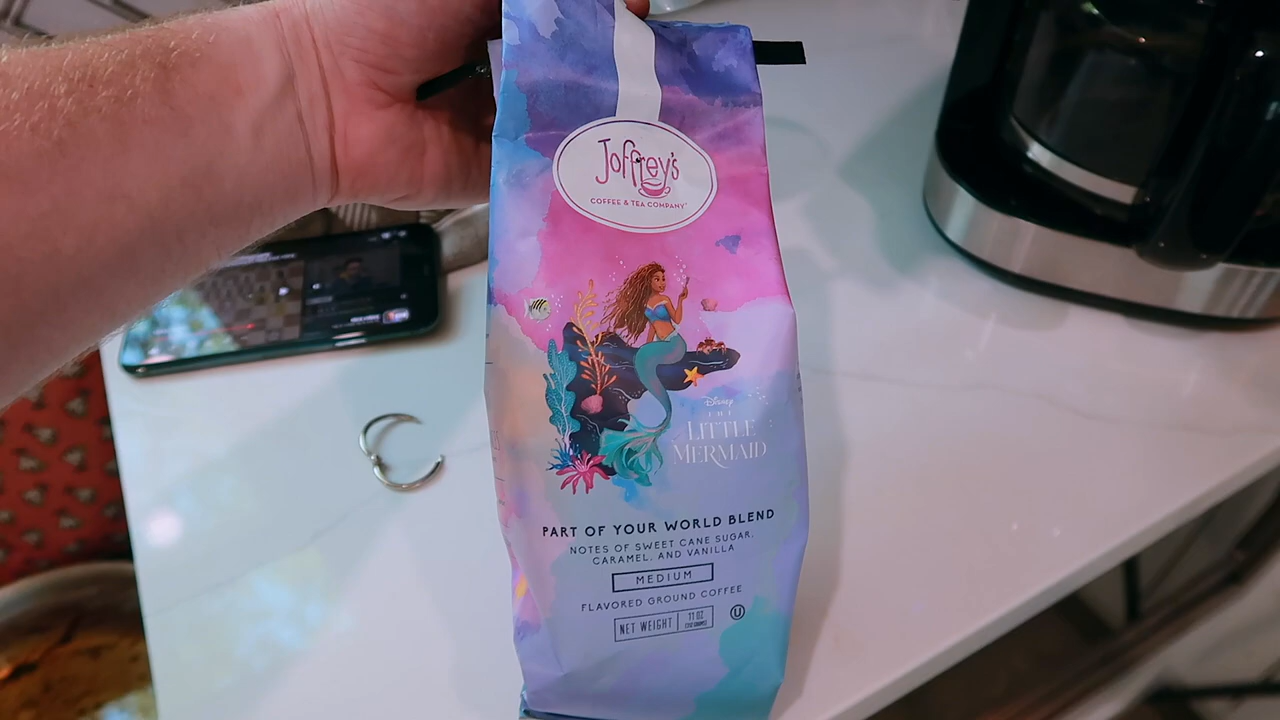 Joffrey's
COFFEE & TEA COMPANY
Disney
THE
LITTLE
MERMAID
PART OF YOUR WORLD BLEND
NOTES OF SWEET CANE SUGAR,
CARAMEL, AND VANILLA
MEDIUM
FLAVORED GROUND COFFEE
NET WEIGHT 11 OZ
U